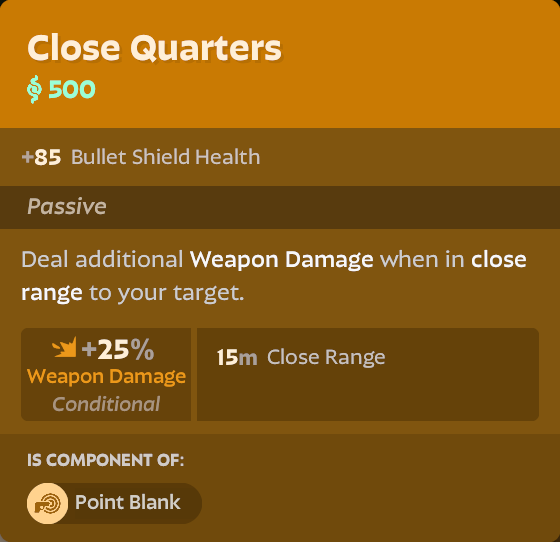 Close Quarters
500
+85 Bullet Shield Health
Passive
Deal additional Weapon Damage when in close
range to your target.
+25%
Weapon Damage
Conditional
15m Close Range
IS COMPONENT OF:
Point Blank